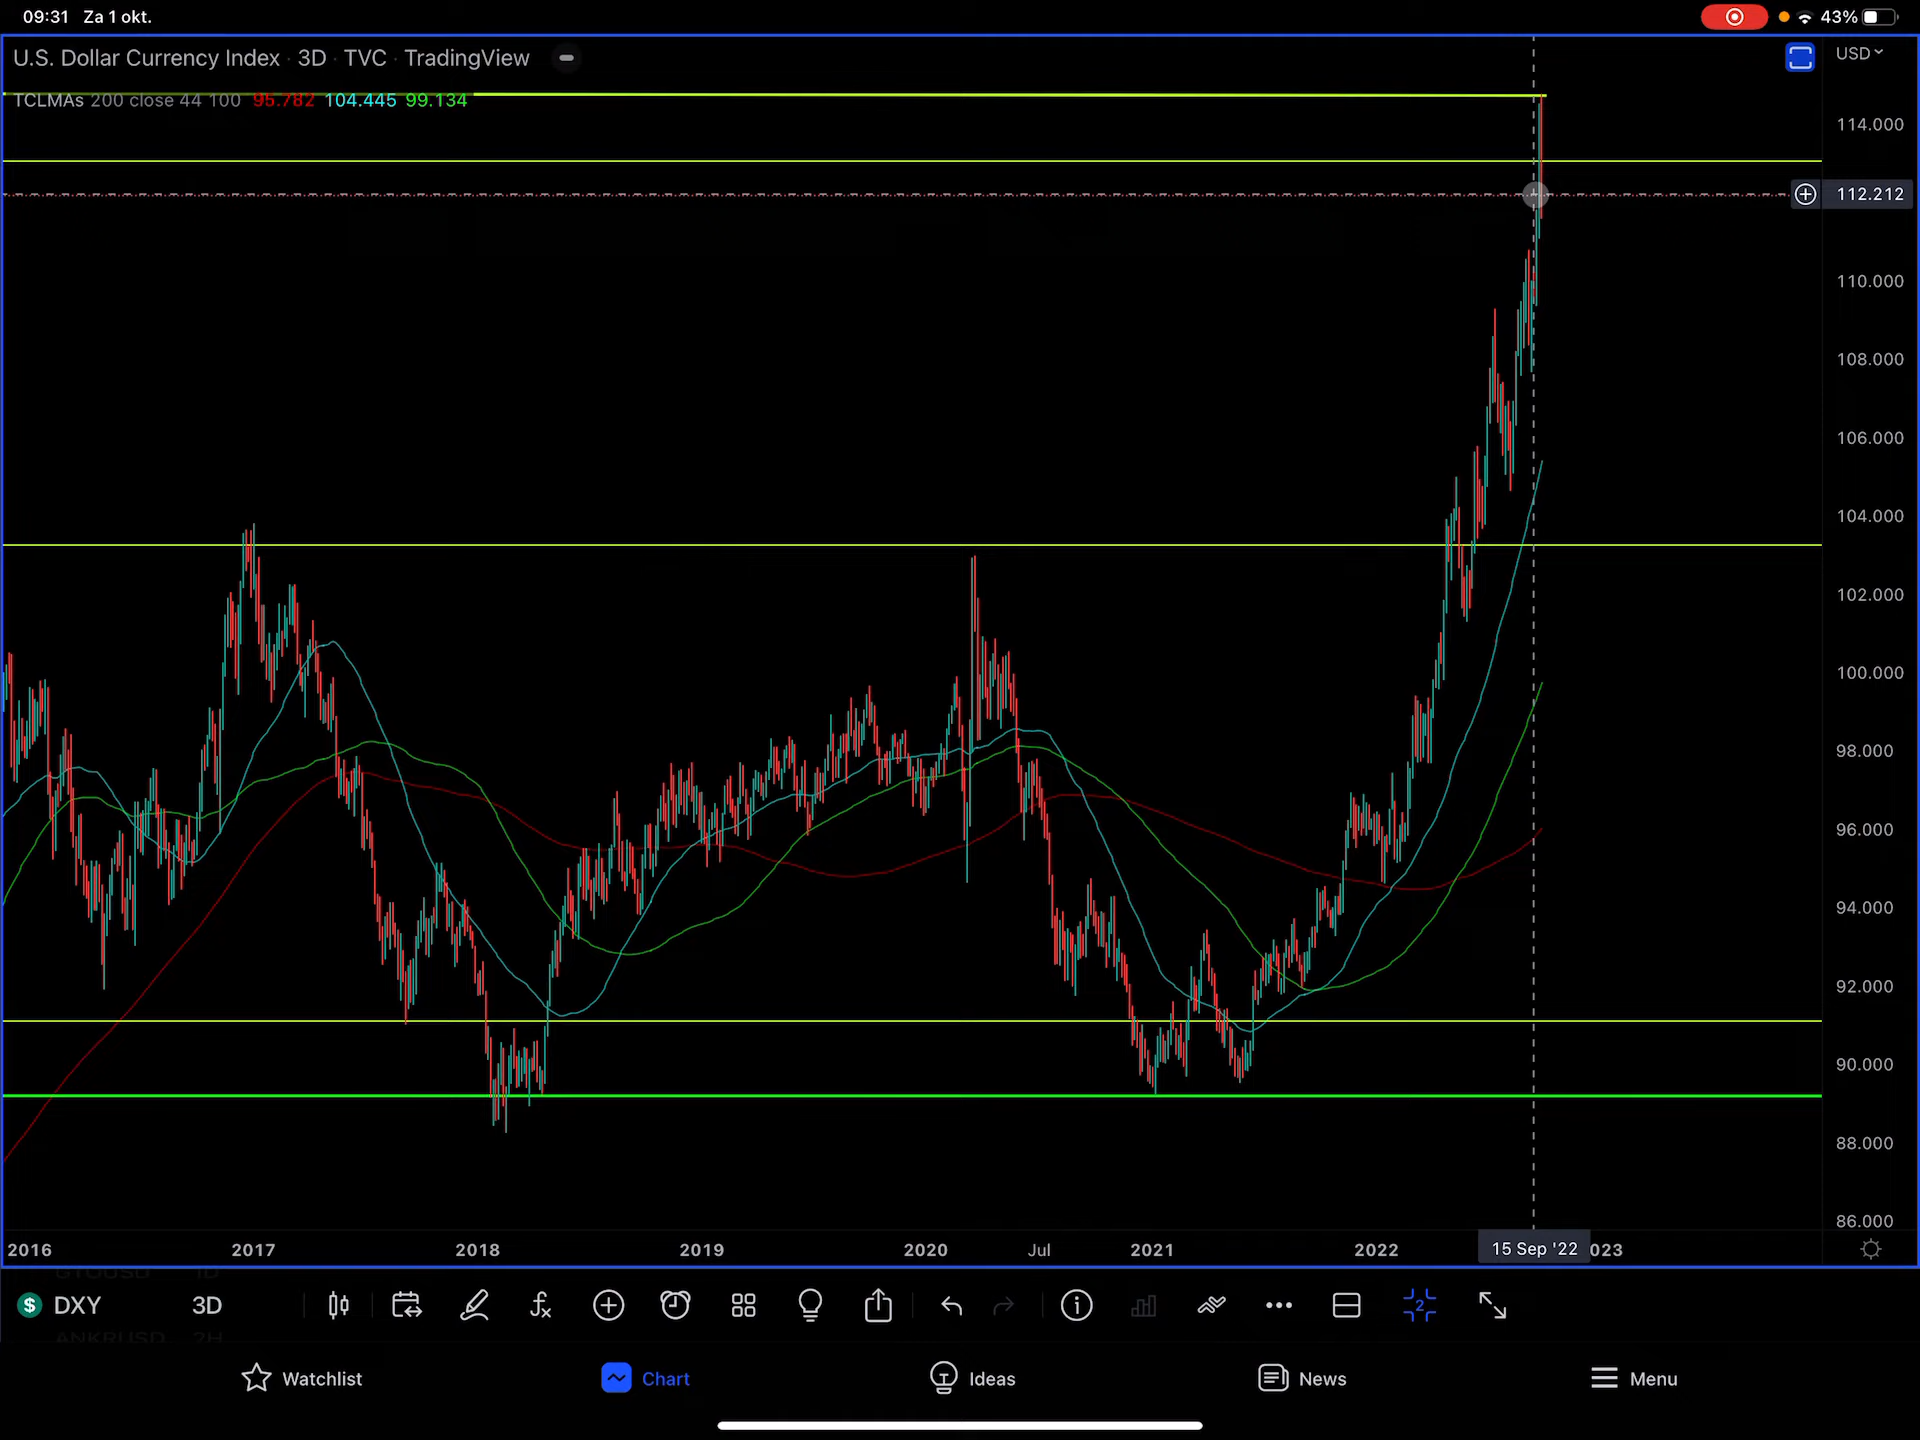 09:31 Za 1 okt.
43%
U.S. Dollar Currency Index · 3D · TVC · TradingView
USD
TCLMAs 200 close 44 100 95.782 104.445 99.134
114.000
112.212
110.000
108.000
106.000
104.000
102.000
100.000
98.000
96.000
94.000
92.000
90.000
88.000
86.000
2016 2017 2018 2019 2020 Jul 2021 2022 15 Sep '22 023
DXY 3D
ANKRUSD 2H
2
Watchlist Chart Ideas News Menu